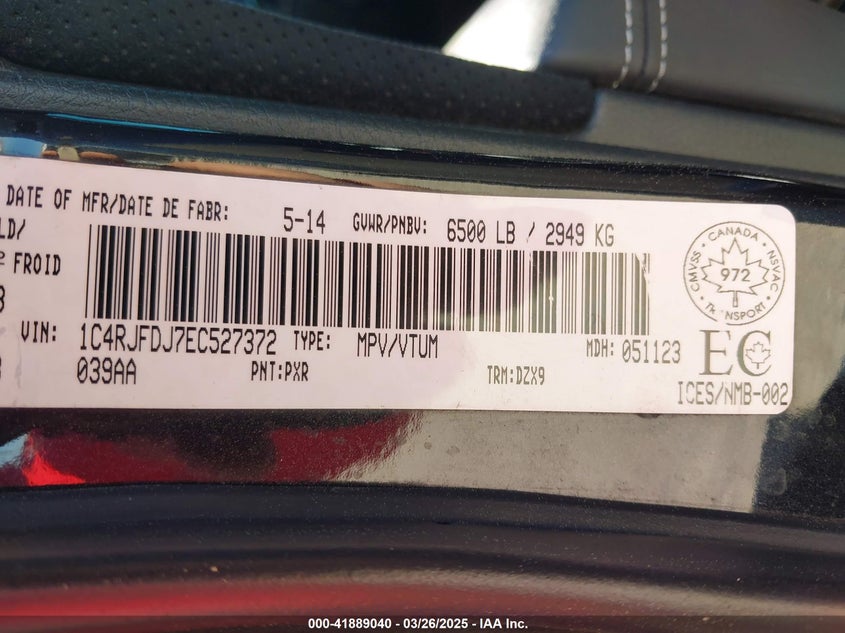 DATE OF MFR/DATE DE FABR: 5-14 GVWR/PNBV: 6500 LB / 2949 KG
LD/
FROID
CANADA
CMVSS
NSVAC
972
TRANSPORT
VIN: 1C4RJFDJ7EC527372 TYPE: MPV/VTUM MDH: 051123
EC
039AA PNT:PXR TRM:DZX9
ICES/NMB-002
000-41889040 - 03/26/2025 - IAA Inc.